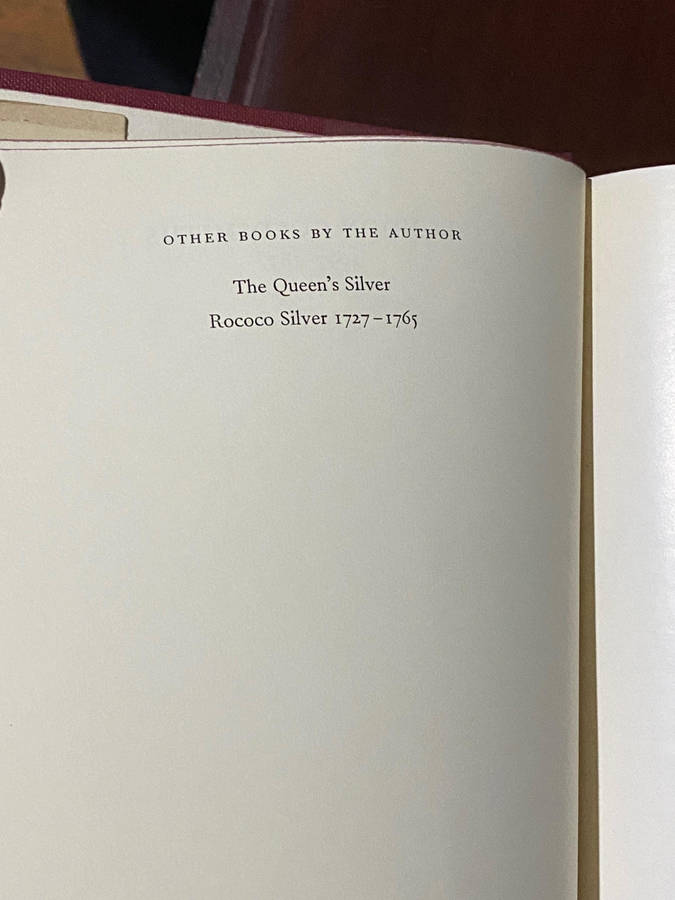 OTHER BOOKS BY THE AUTHOR
The Queen's Silver
Rococo Silver 1727–1765